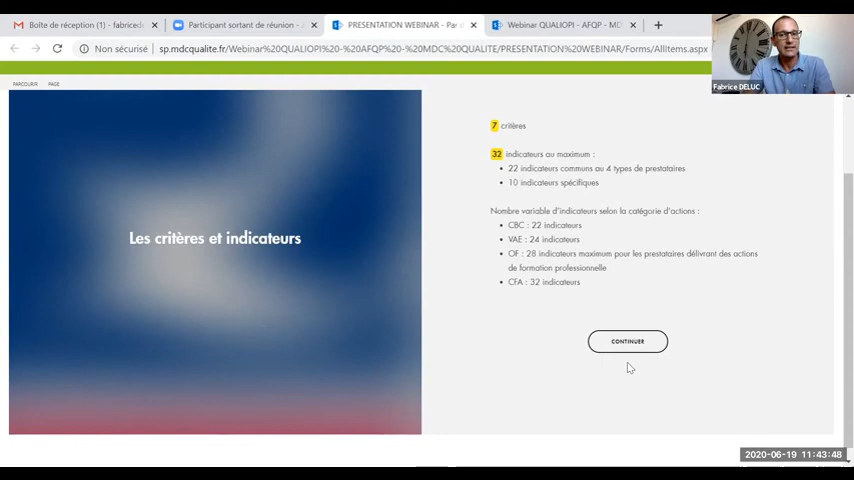 Boîte de réception (41) - fabricede
Participant sortant de réunion -
PRESENTATION WEBINAR - Par d
Webinar QUALIOPI - AFQP - MD
Non sécurisé
sp.mdcqualite.fr/Webinar%20QUALIOPI%20-%20AFQP%20-%20MDC%20QUALITE/PRESENTATION%20WEBINAR/Forms/AllItems.aspx
Fabrice DELUC
PARCOURIR
PAGE
Les critères et indicateurs
7 critères
32 indicateurs au maximum :
• 22 indicateurs communs au 4 types de prestataires
• 10 indicateurs spécifiques
Nombre variable d'indicateurs selon la catégorie d'actions :
• CBC : 22 indicateurs
• VAE : 24 indicateurs
• OF : 28 indicateurs maximum pour les prestataires délivrant des actions
de formation professionnelle
• CFA : 32 indicateurs
CONTINUER
2020-06-19 11:43:48